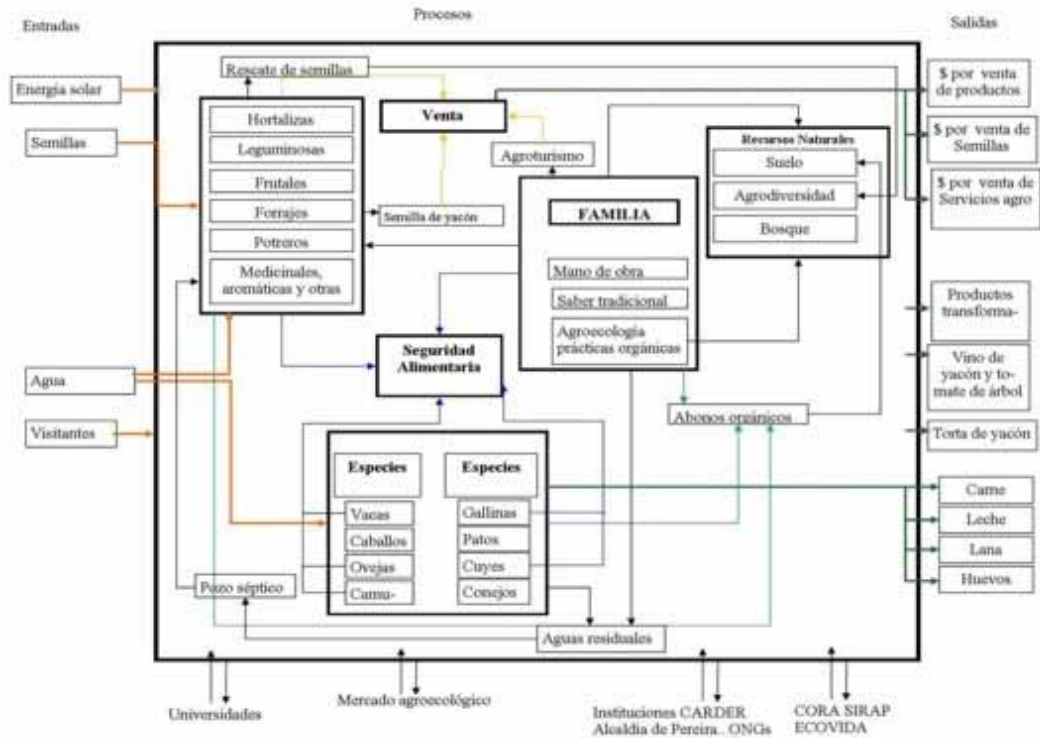 Entradas
Procesos
Salidas
Energia solar
Semillas
Agua
Visitantes
Rescate de semillas
Hortalizas
Leguminosas
Frutales
Forrajes
Potreros
Medicinales,
aromáticas y otras
Venta
Agroturismo
Semilla de yacón
FAMILIA
Mano de obra
Saber tradicional
Agroecología
prácticas orgánicas
Recursos Naturales
Suelo
Agrodiversidad
Bosque
Seguridad
Alimentaria
Abonos orgánicos
Especies
Vacas
Caballos
Ovejas
Camu-
Especies
Gallinas
Patos
Cuyes
Conejos
Pozo séptico
Aguas residuales
$ por venta
de productos
$ por venta de
Semillas
$ por venta de
Servicios agro
Productos
transforma-
Vino de
yacón y to-
mate de árbol
Torta de yacón
Carne
Leche
Lana
Huevos
Universidades
Mercado agroecológico
Instituciones CARDER
Alcaldía de Pereira.. ONGs
CORA SIRAP
ECOVIDA